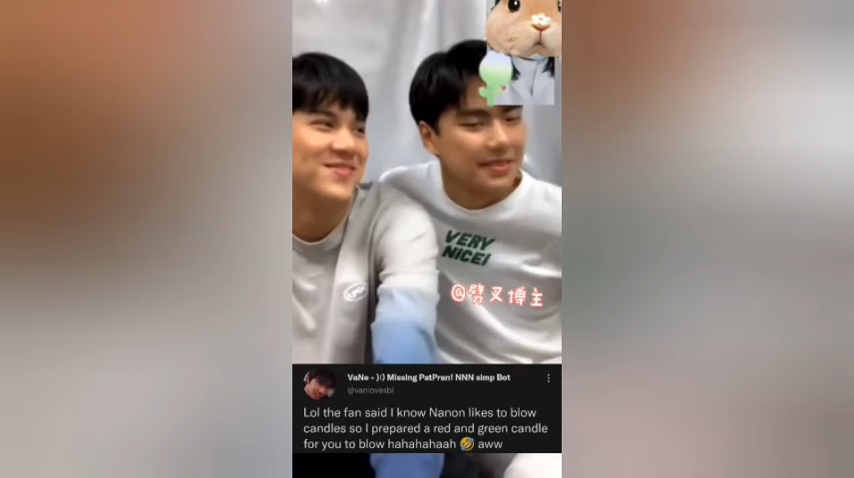 VERY
NICE!
@劈叉博主
VaNe - )!) Missing PatPran! NNN simp Bot
@vanlovesbl
Lol the fan said I know Nanon likes to blow
candles so I prepared a red and green candle
for you to blow hahahahaah 🤣 aww